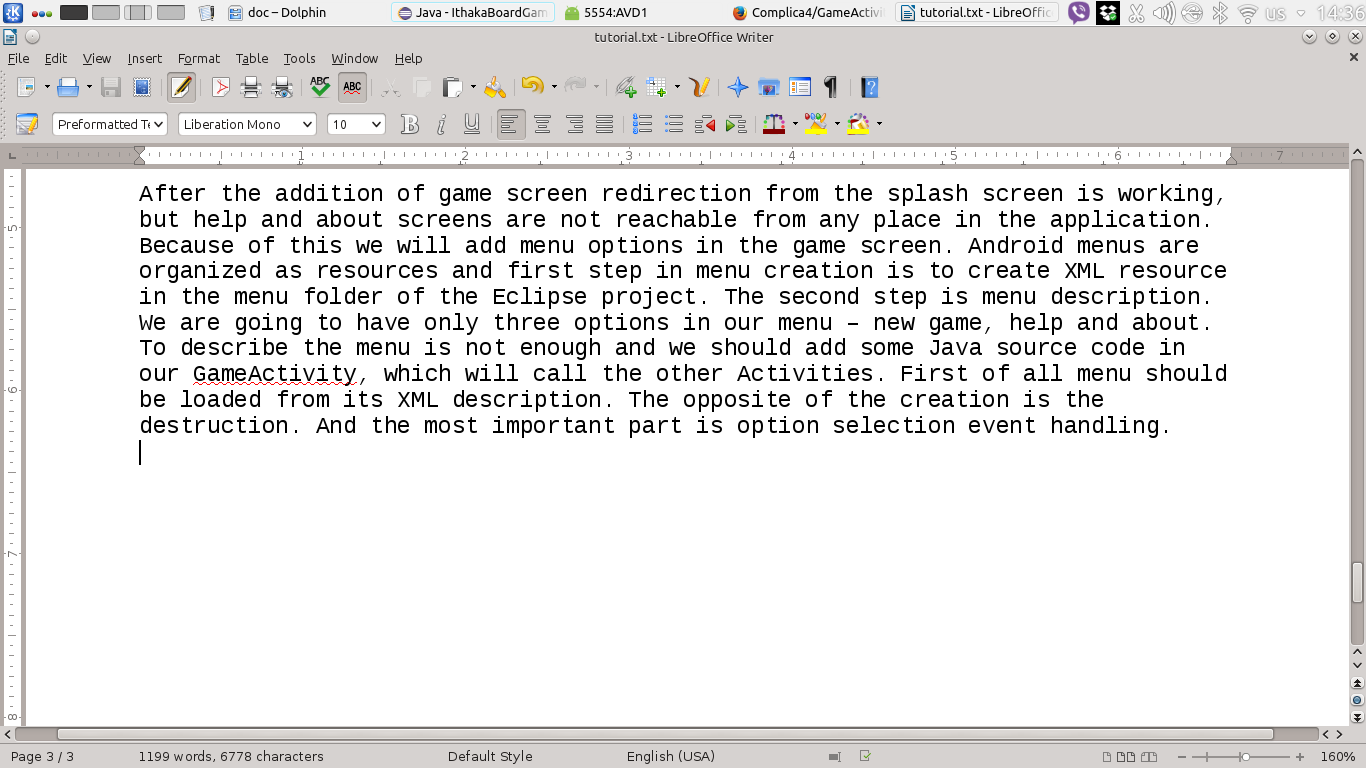 doc – Dolphin
Java - IthakaBoardGam
5554:AVD1
Complica4/GameActivi
tutorial.txt - LibreOffic
us
14:36
tutorial.txt - LibreOffice Writer
File Edit View Insert Format Table Tools Window Help
ABC ABC
Preformatted Te Liberation Mono 10
1 2 3 4 5 6 7
After the addition of game screen redirection from the splash screen is working,
but help and about screens are not reachable from any place in the application.
Because of this we will add menu options in the game screen. Android menus are
organized as resources and first step in menu creation is to create XML resource
in the menu folder of the Eclipse project. The second step is menu description.
We are going to have only three options in our menu – new game, help and about.
To describe the menu is not enough and we should add some Java source code in
our GameActivity, which will call the other Activities. First of all menu should
be loaded from its XML description. The opposite of the creation is the
destruction. And the most important part is option selection event handling.
5
6
7
8
Page 3 / 3 1199 words, 6778 characters Default Style English (USA) 160%